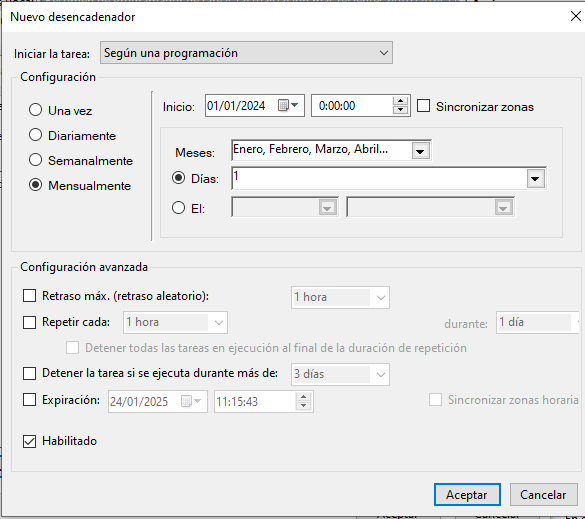 Nuevo desencadenador
Iniciar la tarea: Según una programación
Configuración
Una vez
Diariamente
Semanalmente
Mensualmente
Inicio: 01/01/2024 0:00:00 Sincronizar zonas
Meses: Enero, Febrero, Marzo, Abril...
Días: 1
El:
Configuración avanzada
Retraso máx. (retraso aleatorio): 1 hora
Repetir cada: 1 hora durante: 1 día
Detener todas las tareas en ejecución al final de la duración de repetición
Detener la tarea si se ejecuta durante más de: 3 días
Expiración: 24/01/2025 11:15:43 Sincronizar zonas horaria
Habilitado
Aceptar Cancelar